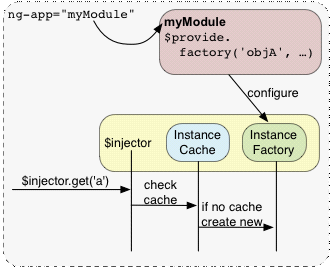 ng-app="myModule"
myModule
$provide.
factory('objA', …)
configure
$injector
Instance
Cache
Instance
Factory
$injector.get('a')
check
cache
if no cache
create new